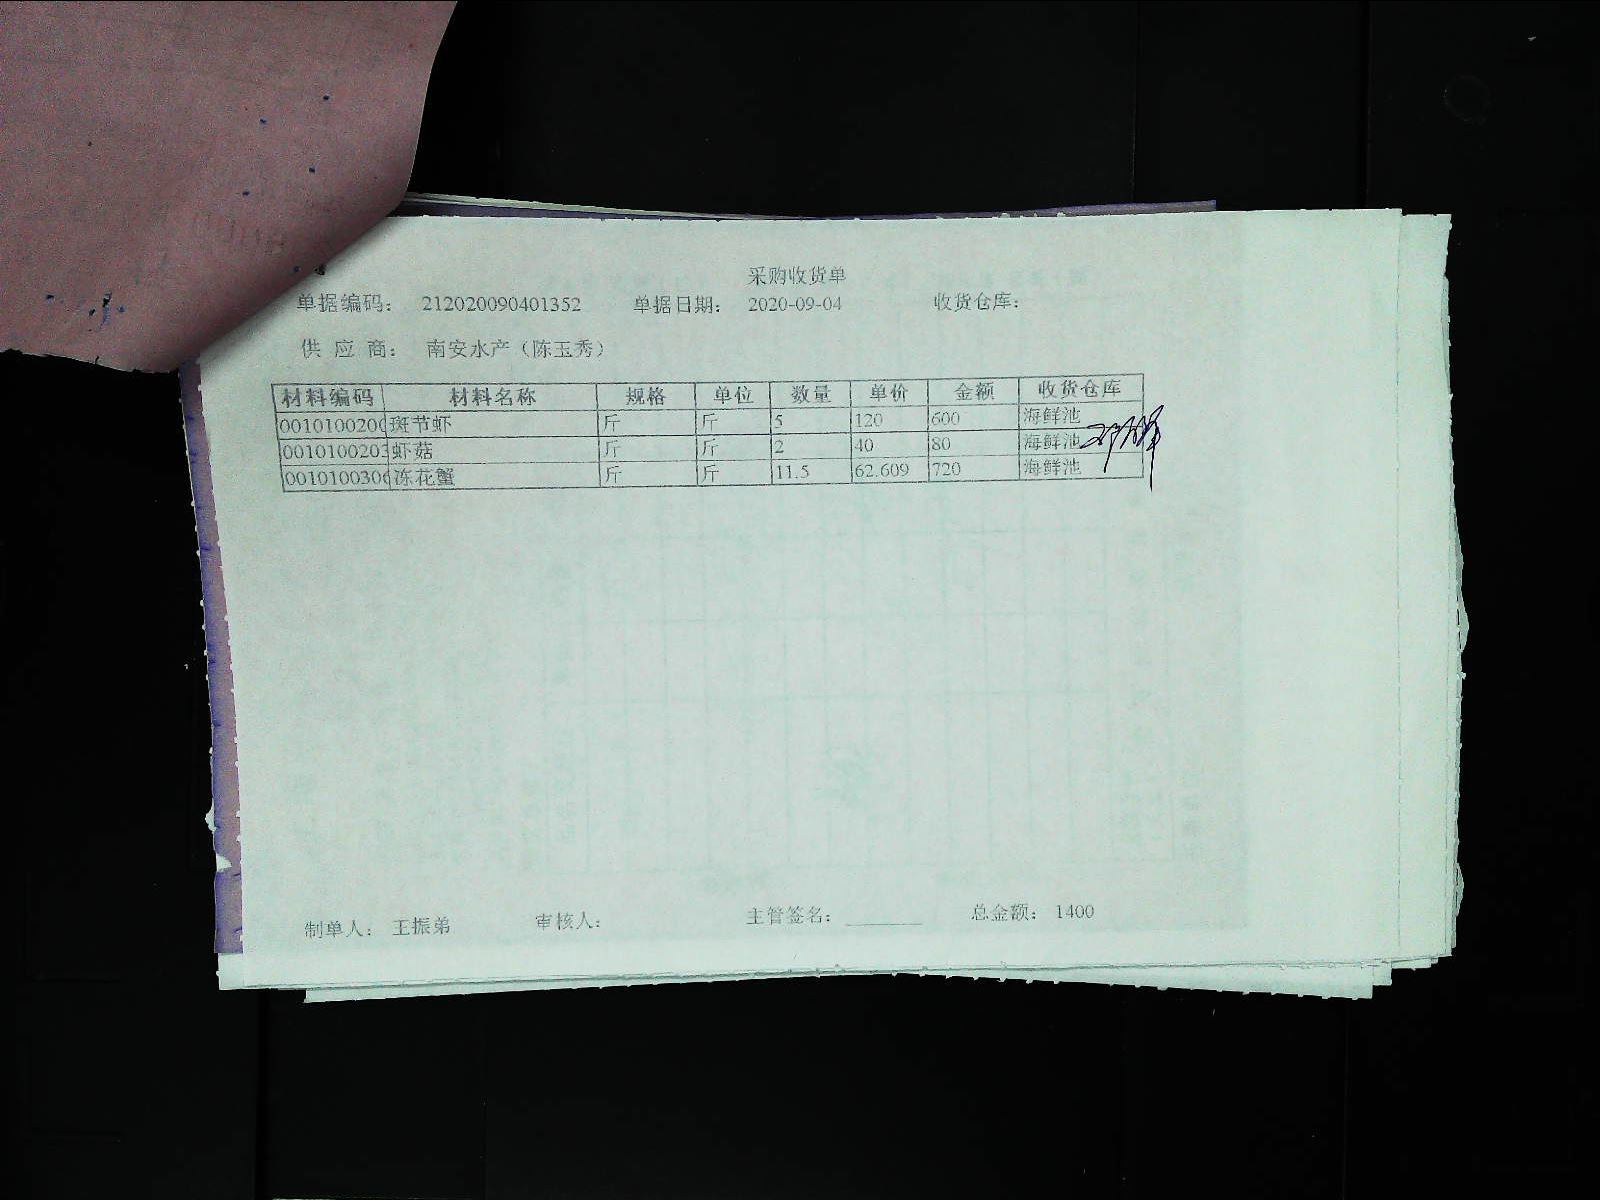 采购收货单
单据编码： 212020090401352 单据日期： 2020-09-04 收货仓库：
供 应 商： 南安水产（陈玉秀）
材料编码 材料名称 规格 单位 数量 单价 金额 收货仓库
0010100200 斑节虾 斤 斤 5 120 600 海鲜池
0010100203 虾菇 斤 斤 2 40 80 海鲜池
0010100306 冻花蟹 斤 斤 11.5 62.609 720 海鲜池
制单人： 王振弟 审核人： 主管签名： 总金额： 1400